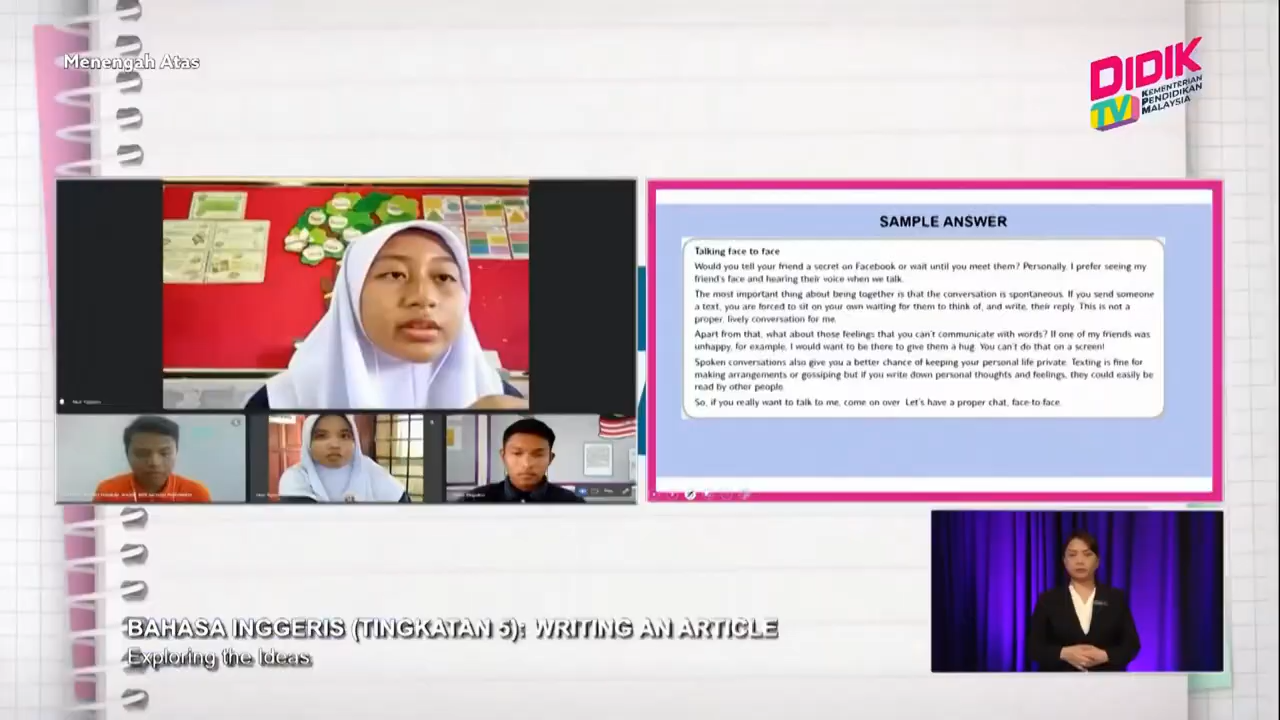 Menengah Atas
DIDIK
TV
KEMENTERIAN
PENDIDIKAN
MALAYSIA
SAMPLE ANSWER
Talking face to face
Would you tell your friend a secret on Facebook or wait until you meet them? Personally, I prefer seeing my
friend's face and hearing their voice when we talk.
The most important thing about being together is that the conversation is spontaneous. If you send someone
a text, you are forced to sit on your own waiting for them to think of, and write, their reply. This is not a
proper, lively conversation for me.
Apart from that, what about those feelings that you can't communicate with words? If one of my friends was
unhappy, for example, I would want to be there to give them a hug. You can't do that on a screen!
Spoken conversations also give you a better chance of keeping your personal life private. Texting is fine for
making arrangements or gossiping but if you write down personal thoughts and feelings, they could easily be
read by other people.
So, if you really want to talk to me, come on over. Let's have a proper chat, face-to-face.
BAHASA INGGERIS (TINGKATAN 5): WRITING AN ARTICLE
Exploring the Ideas